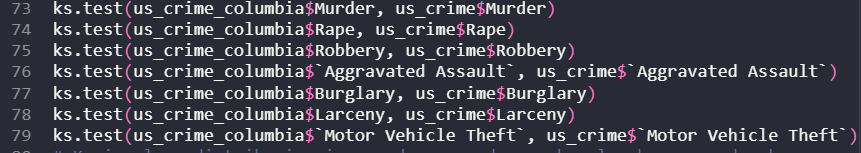 73 ks.test(us_crime_columbia$Murder, us_crime$Murder)
74 ks.test(us_crime_columbia$Rape, us_crime$Rape)
75 ks.test(us_crime_columbia$Robbery, us_crime$Robbery)
76 ks.test(us_crime_columbia$`Aggravated Assault`, us_crime$`Aggravated Assault`)
77 ks.test(us_crime_columbia$Burglary, us_crime$Burglary)
78 ks.test(us_crime_columbia$Larceny, us_crime$Larceny)
79 ks.test(us_crime_columbia$`Motor Vehicle Theft`, us_crime$`Motor Vehicle Theft`)